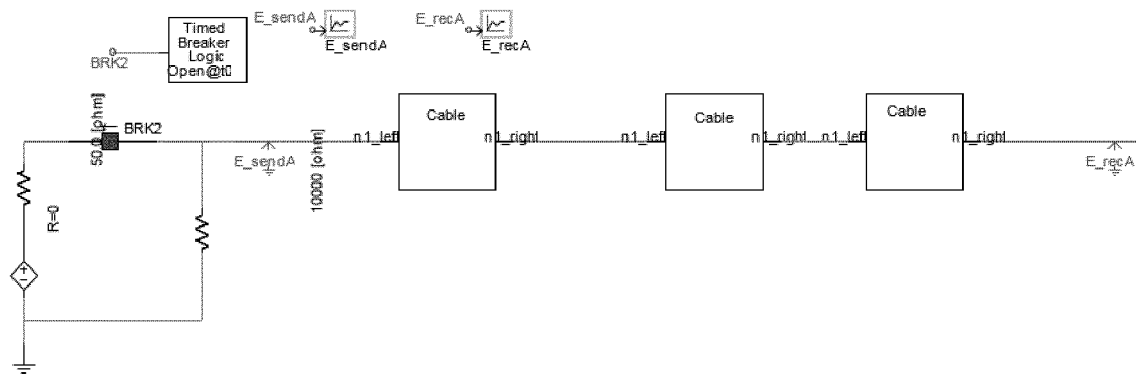 E_sendA
E_sendA
E_recA
E_recA
Timed
Breaker
Logic
Open@t0
BRK2
BRK2
50.0 [ohm]
R=0
E_sendA
10000 [ohm]
n1_left
Cable
n1_right
n1_left
Cable
n1_right
n1_left
Cable
n1_right
E_recA